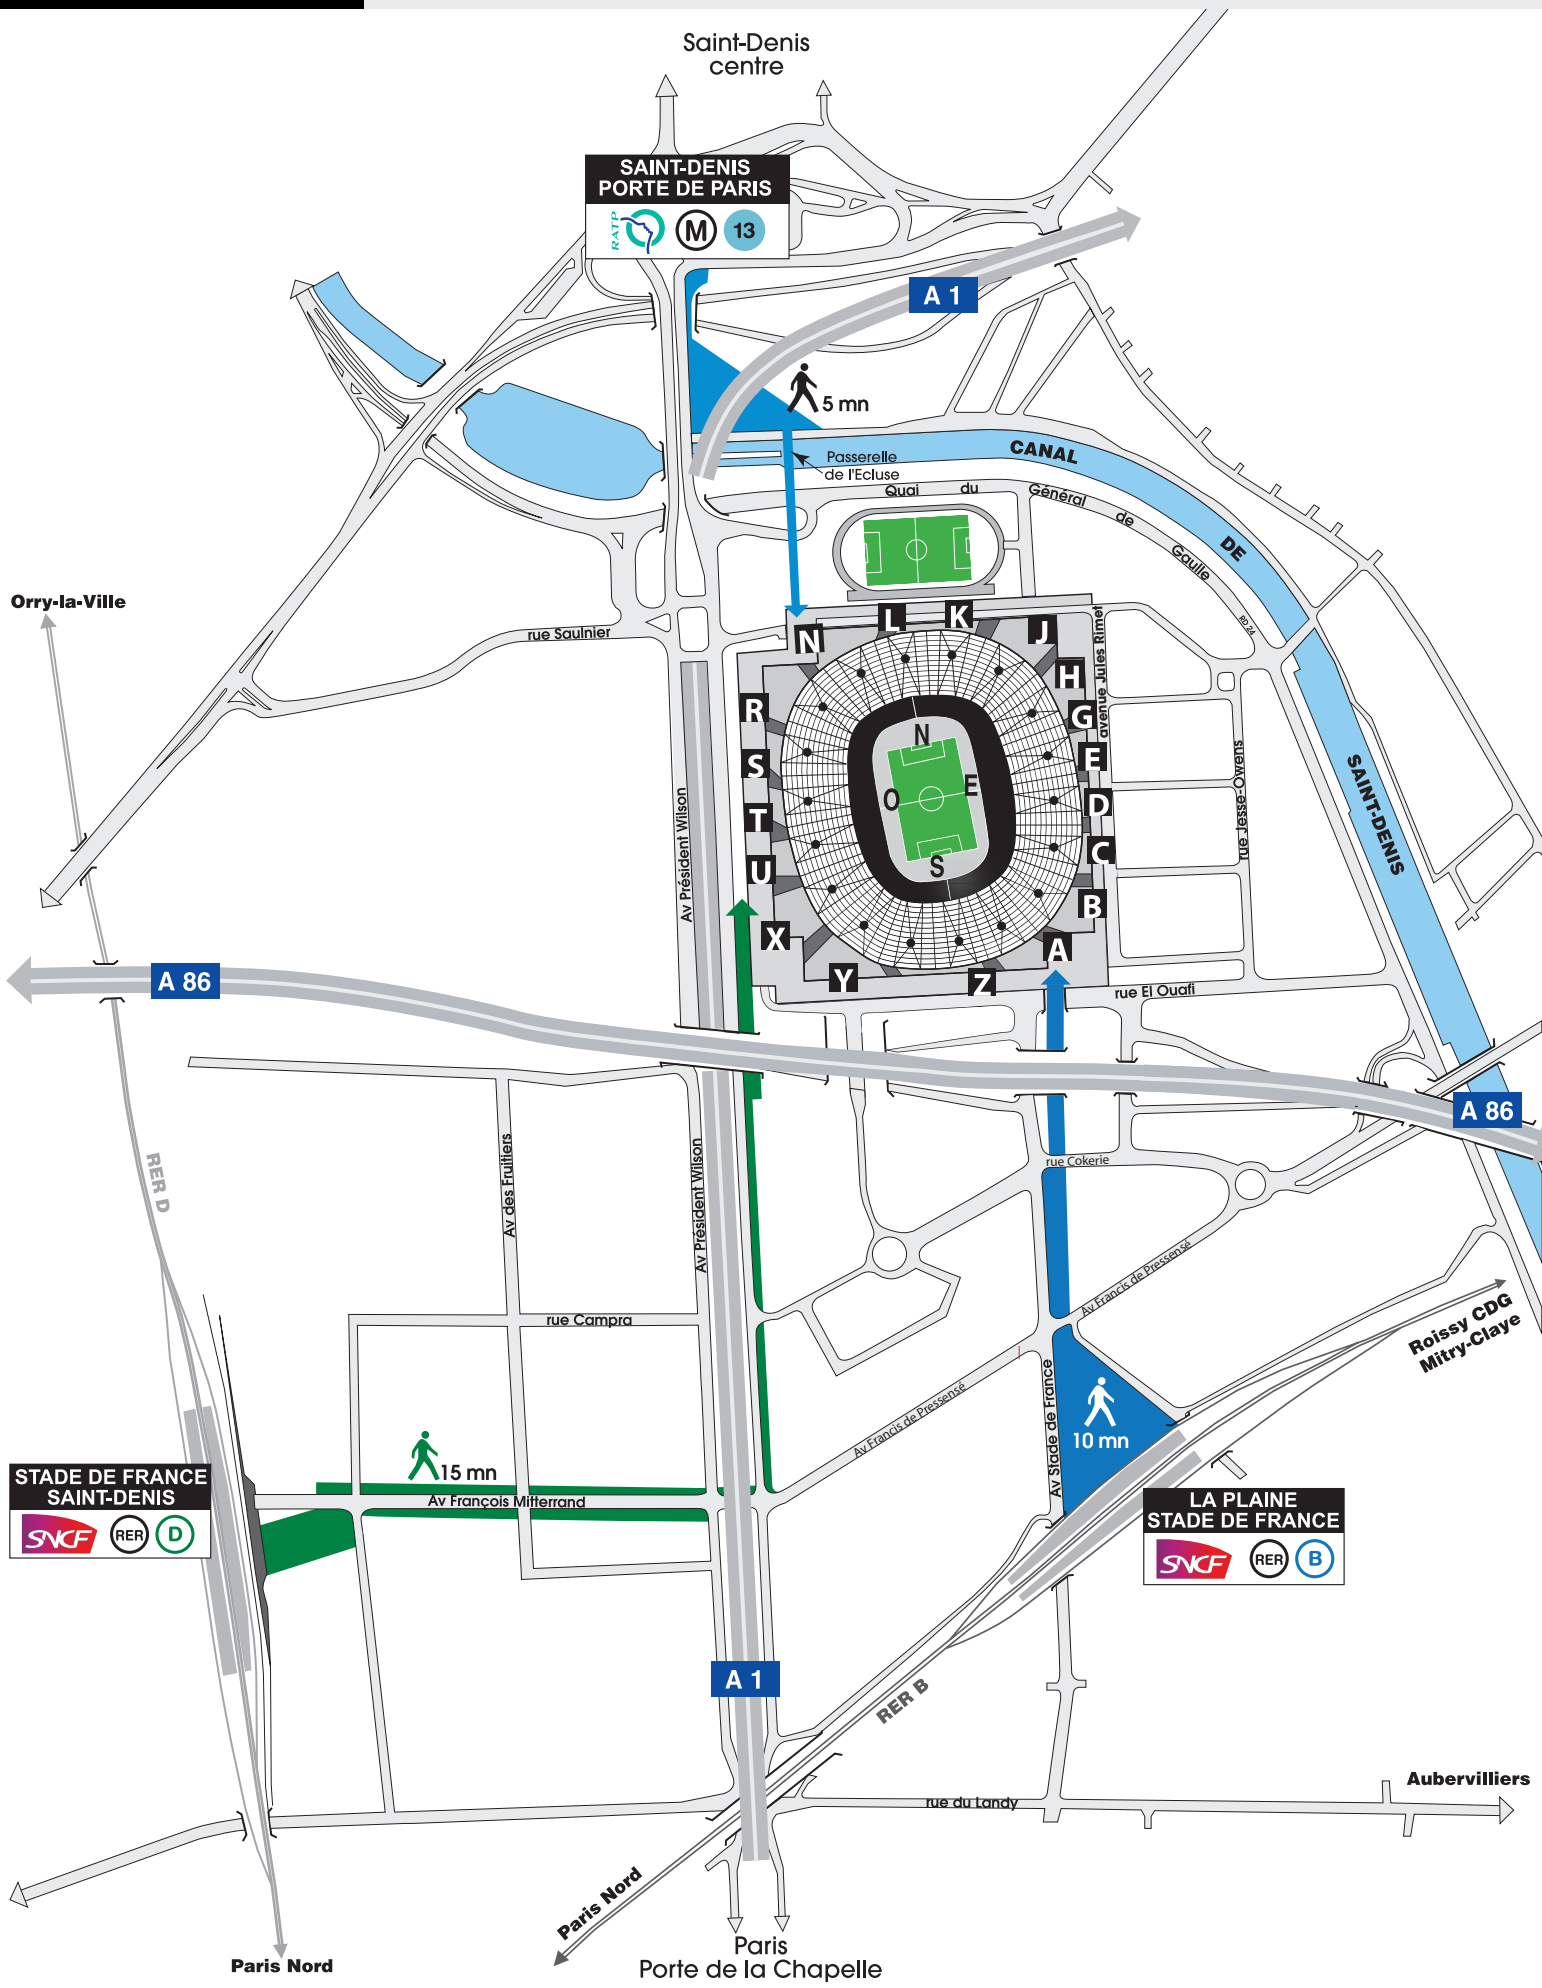 Saint-Denis
centre
SAINT-DENIS
PORTE DE PARIS
RATP
M
13
A 1
5 mn
Passerelle
de l'Ecluse
CANAL
DE
SAINT-DENIS
Quai du Général de Gaulle
RD 24
Orry-la-Ville
rue Saulnier
N
L
K
J
H
G
E
D
C
B
A
Z
Y
X
U
T
S
R
N
O
E
S
avenue Jules Rimet
rue Jesse-Owens
Av Président Wilson
A 86
rue El Ouafi
A 86
RER D
Av des Fruitiers
Av Président Wilson
rue Cokerie
Av Francis de Pressensé
rue Campra
Roissy CDG
Mitry-Claye
Av Francis de Pressensé
Av Stade de France
10 mn
15 mn
Av François Mitterrand
STADE DE FRANCE
SAINT-DENIS
SNCF
RER
D
LA PLAINE
STADE DE FRANCE
SNCF
RER
B
A 1
RER B
Aubervilliers
rue du Landy
Paris Nord
Paris Nord
Paris
Porte de la Chapelle